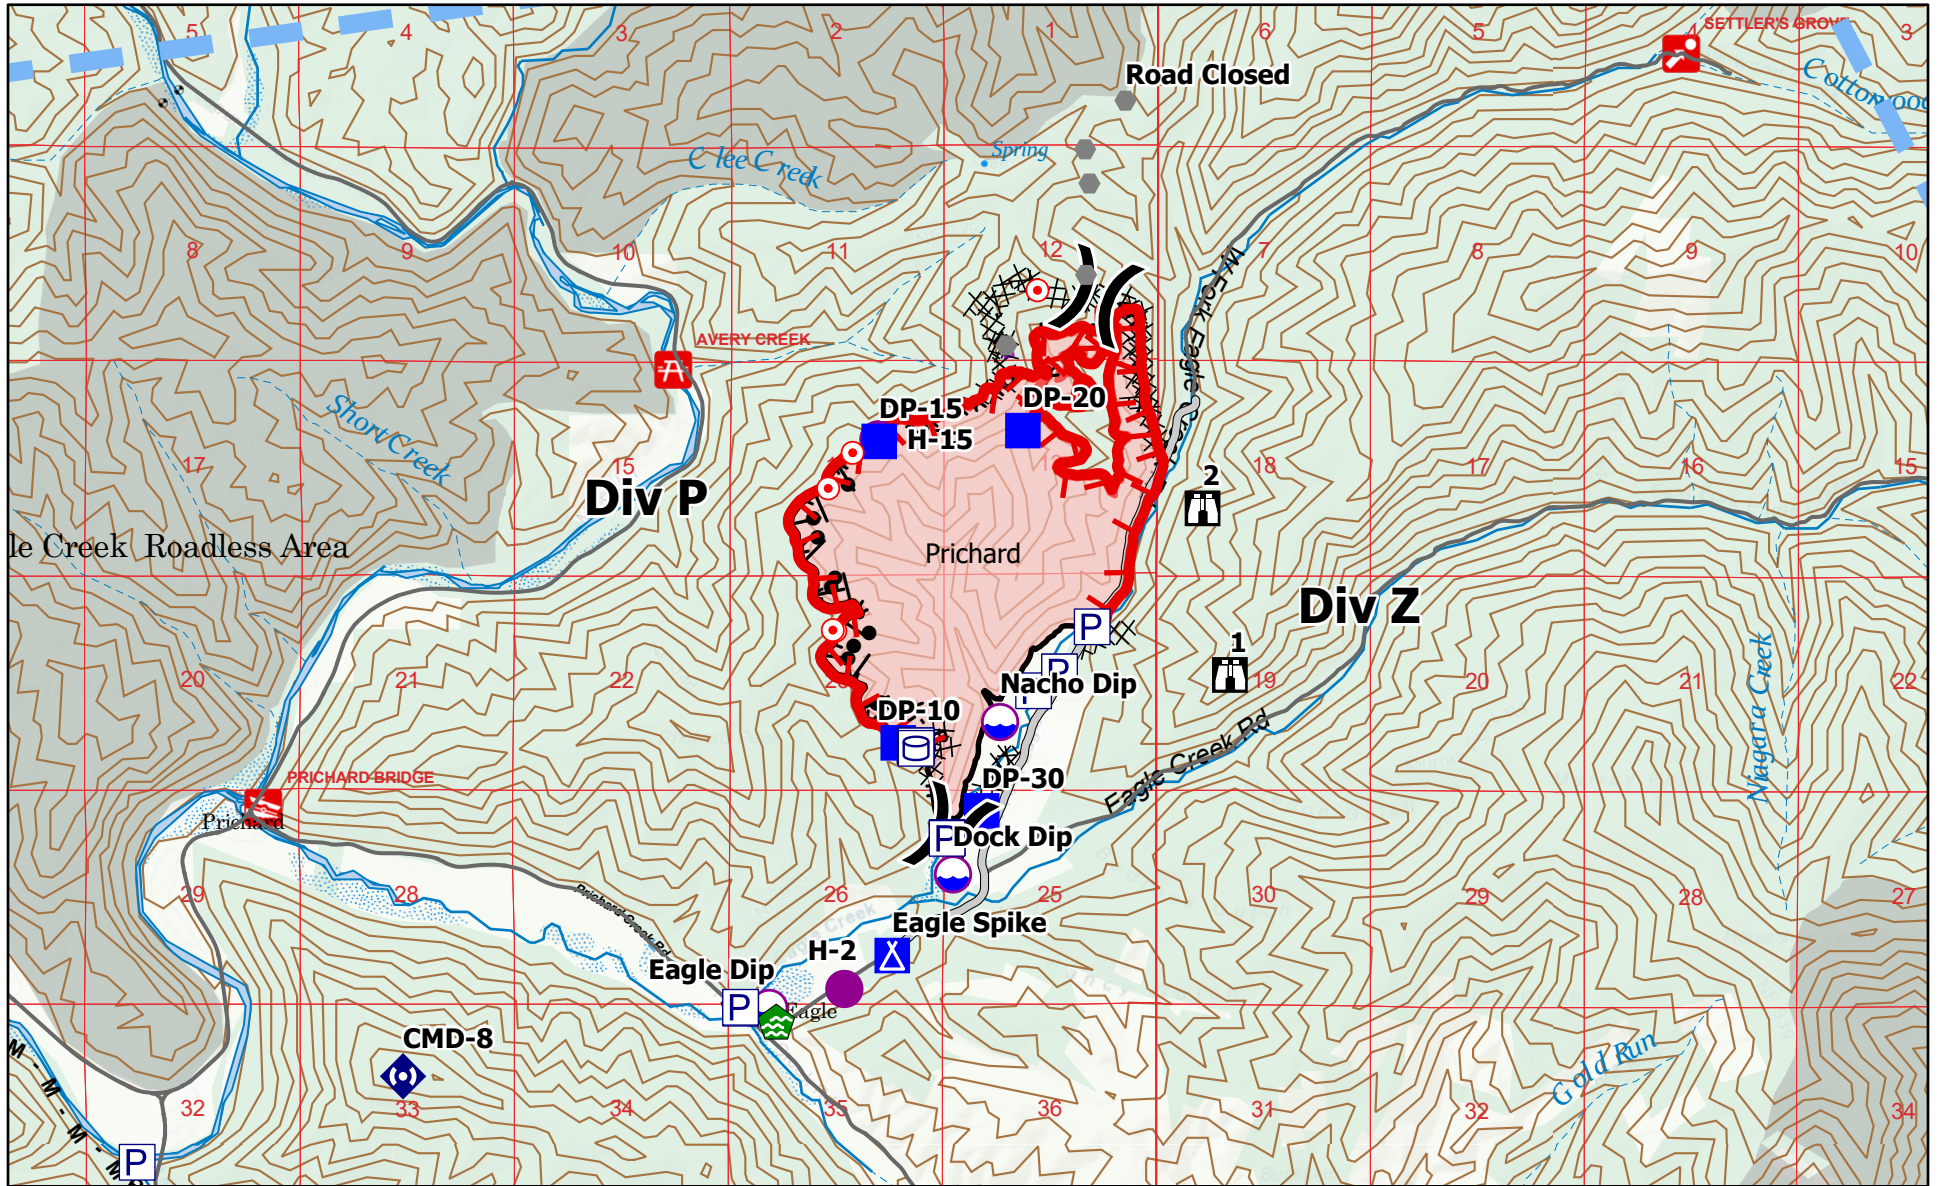 5
4
3
2
1
6
5
4
SETTLER'S GROVE
3
Road Closed
Cottonwood
Clee Creek
Spring
8
9
10
11
12
7
8
9
10
W Fork Eagle Creek
AVERY CREEK
Short Creek
DP-15
DP-20
H-15
17
15
18
17
16
15
Div P
2
le Creek Roadless Area
Prichard
Div Z
P
1
P
20
21
22
19
20
21
22
Nacho Dip
DP-10
Niagara Creek
Eagle Creek Rd
PRICHARD BRIDGE
DP-30
Prichard
P
Dock Dip
29
28
26
25
30
29
28
27
Prichard Creek Rd
Eagle Creek
Eagle Spike
H-2
Eagle Dip
P
Eagle
CMD-8
Gold Run
M - M - M - M
32
33
34
35
36
31
32
34
P